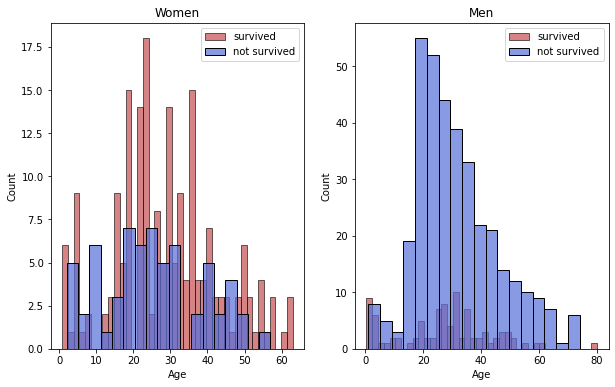 Women
survived
not survived
17.5
15.0
12.5
10.0
7.5
5.0
2.5
0.0
Count
0 10 20 30 40 50 60
Age
Men
survived
not survived
50
40
30
20
10
0
Count
0 20 40 60 80
Age